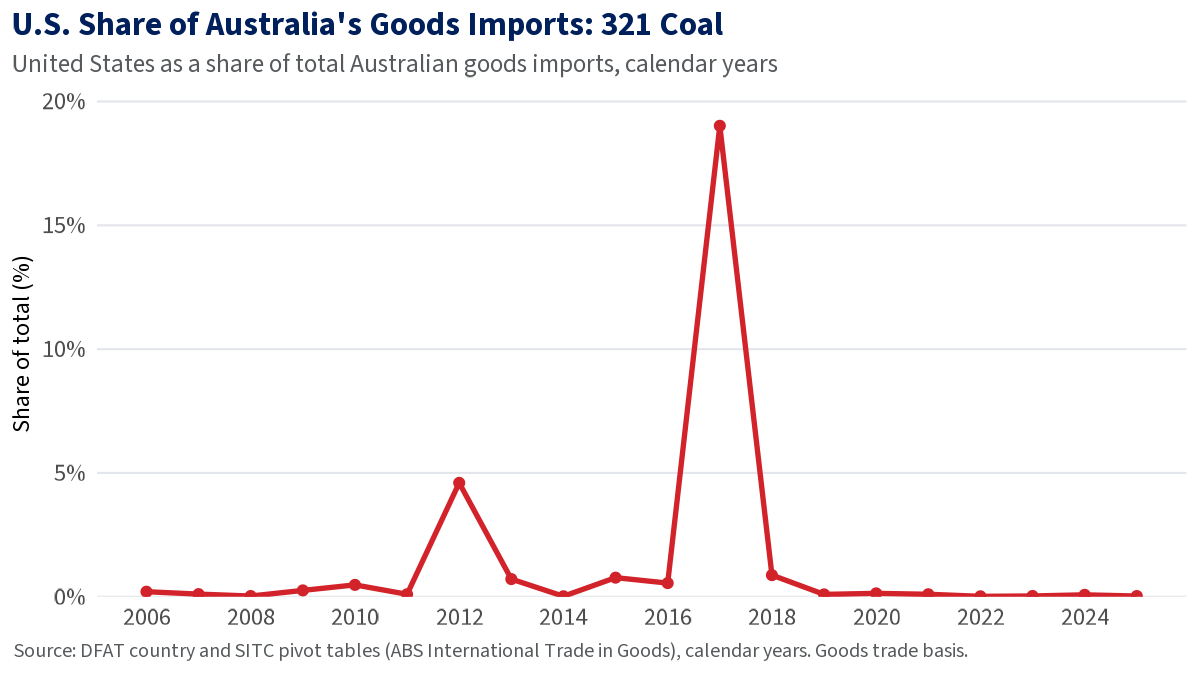 U.S. Share of Australia's Goods Imports: 321 Coal
United States as a share of total Australian goods imports, calendar years
Share of total (%)
20%
15%
10%
5%
0%
2006 2008 2010 2012 2014 2016 2018 2020 2022 2024
Source: DFAT country and SITC pivot tables (ABS International Trade in Goods), calendar years. Goods trade basis.